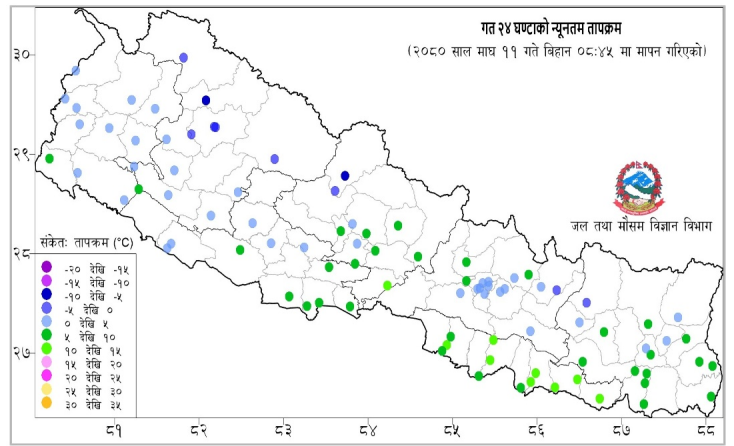 गत २४ घण्टाको न्यूनतम तापक्रम
(२०८० साल माघ ११ गते बिहान ०८:४५ मा मापन गरिएको)
३०
२९
२८
२७
जल तथा मौसम विज्ञान विभाग
संकेतः तापक्रम (°C)
-२० देखि -१५
-१५ देखि -१०
-१० देखि -५
-५ देखि ०
० देखि ५
५ देखि १०
१० देखि १५
१५ देखि २०
२० देखि २५
२५ देखि ३०
३० देखि ३५
८१ ८२ ८३ ८४ ८५ ८६ ८७ ८८